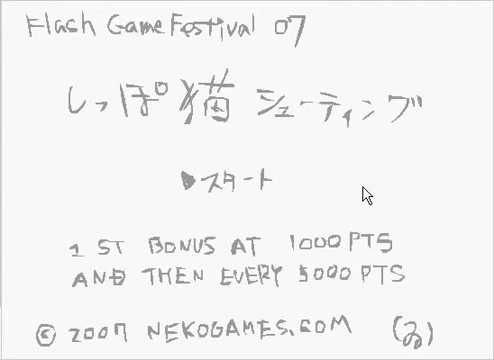 Flash Game Festival 07
しっぽ猫 シューティング
▶スタート
1 ST BONUS AT 1000 PTS
AND THEN EVERY 5000 PTS
© 2007 NEKOGAMES.COM (ゐ)